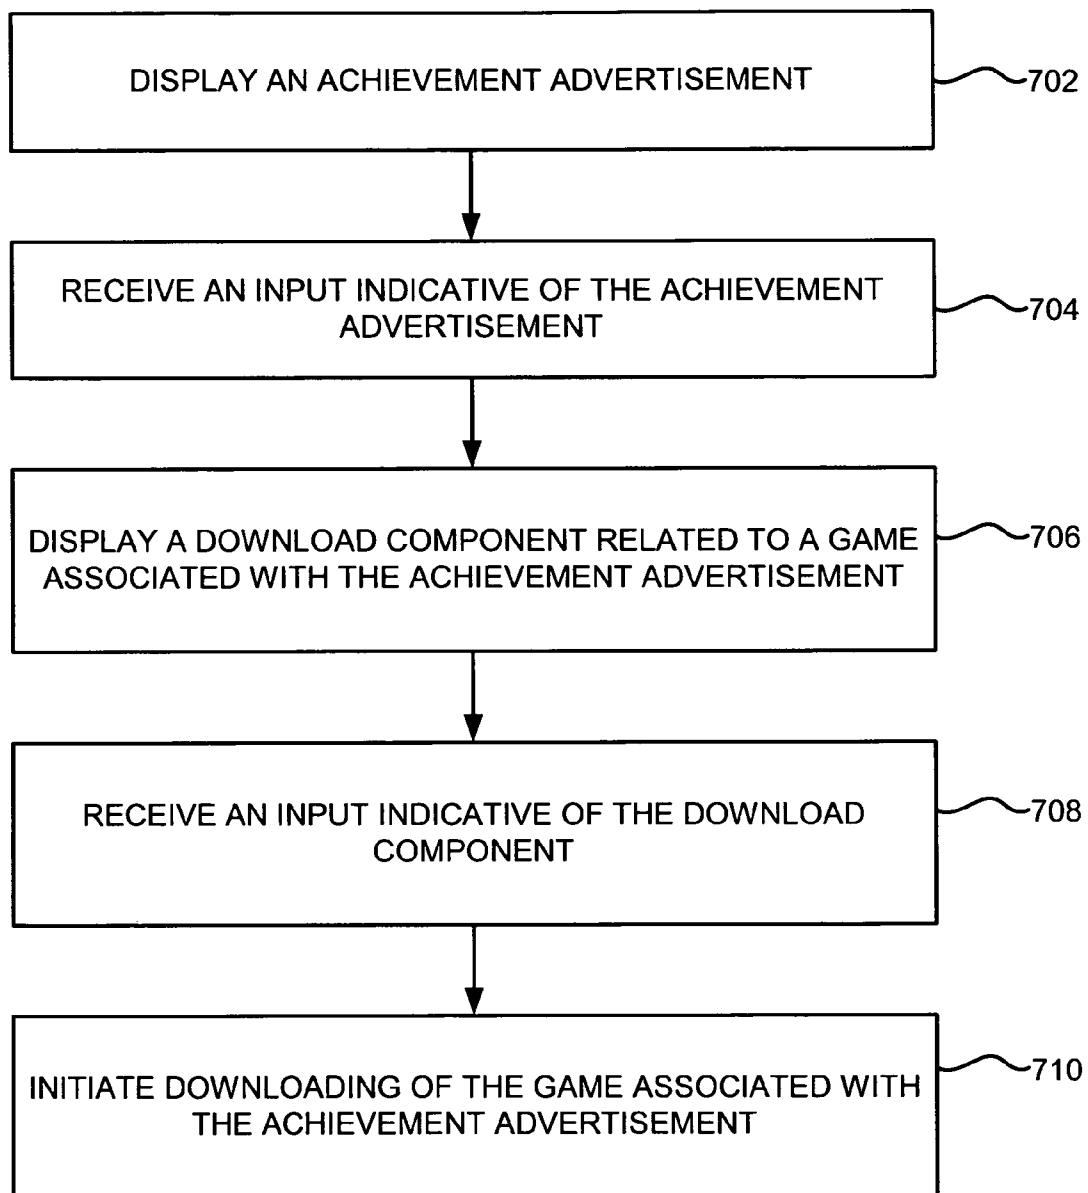 DISPLAY AN ACHIEVEMENT ADVERTISEMENT
702
RECEIVE AN INPUT INDICATIVE OF THE ACHIEVEMENT
ADVERTISEMENT
704
DISPLAY A DOWNLOAD COMPONENT RELATED TO A GAME
ASSOCIATED WITH THE ACHIEVEMENT ADVERTISEMENT
706
RECEIVE AN INPUT INDICATIVE OF THE DOWNLOAD
COMPONENT
708
INITIATE DOWNLOADING OF THE GAME ASSOCIATED WITH
THE ACHIEVEMENT ADVERTISEMENT
710